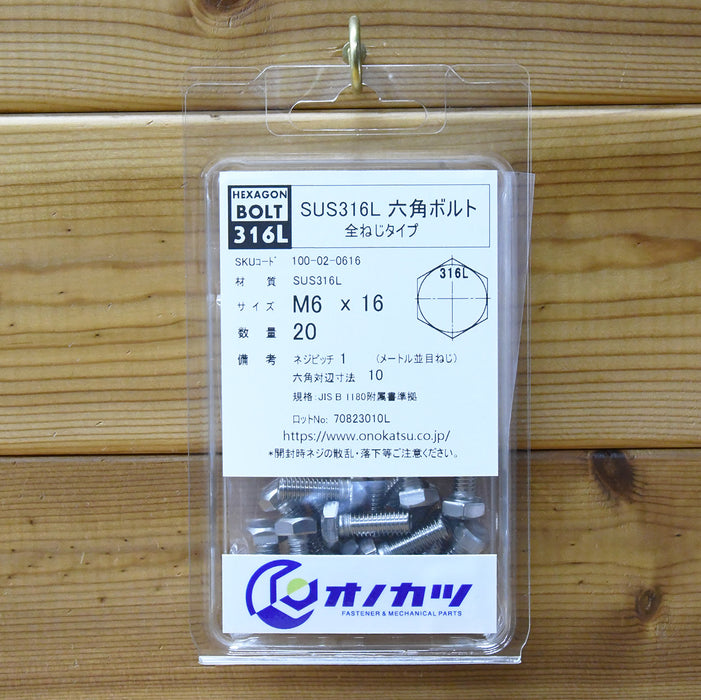 HEXAGON
BOLT
316L
SUS316L 六角ボルト
全ねじタイプ
SKUコード 100-02-0616
材質 SUS316L
316L
サイズ M6 x 16
数量 20
備考 ネジピッチ 1 (メートル並目ねじ)
六角対辺寸法 10
規格:JIS B 1180附属書準拠
ロットNo: 70823010L
https://www.onokatsu.co.jp/
*開封時ネジの散乱・落下等ご注意ください。
オノカツ
FASTENER & MECHANICAL PARTS